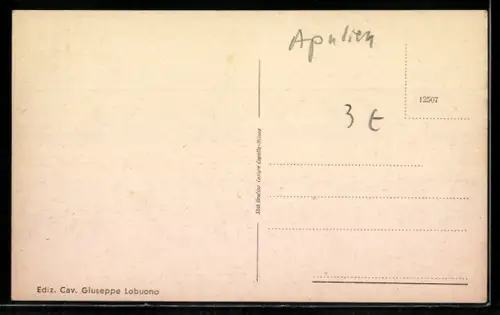 Apulien
12507
3 €
Ediz. Cav. Giuseppe Lobuono